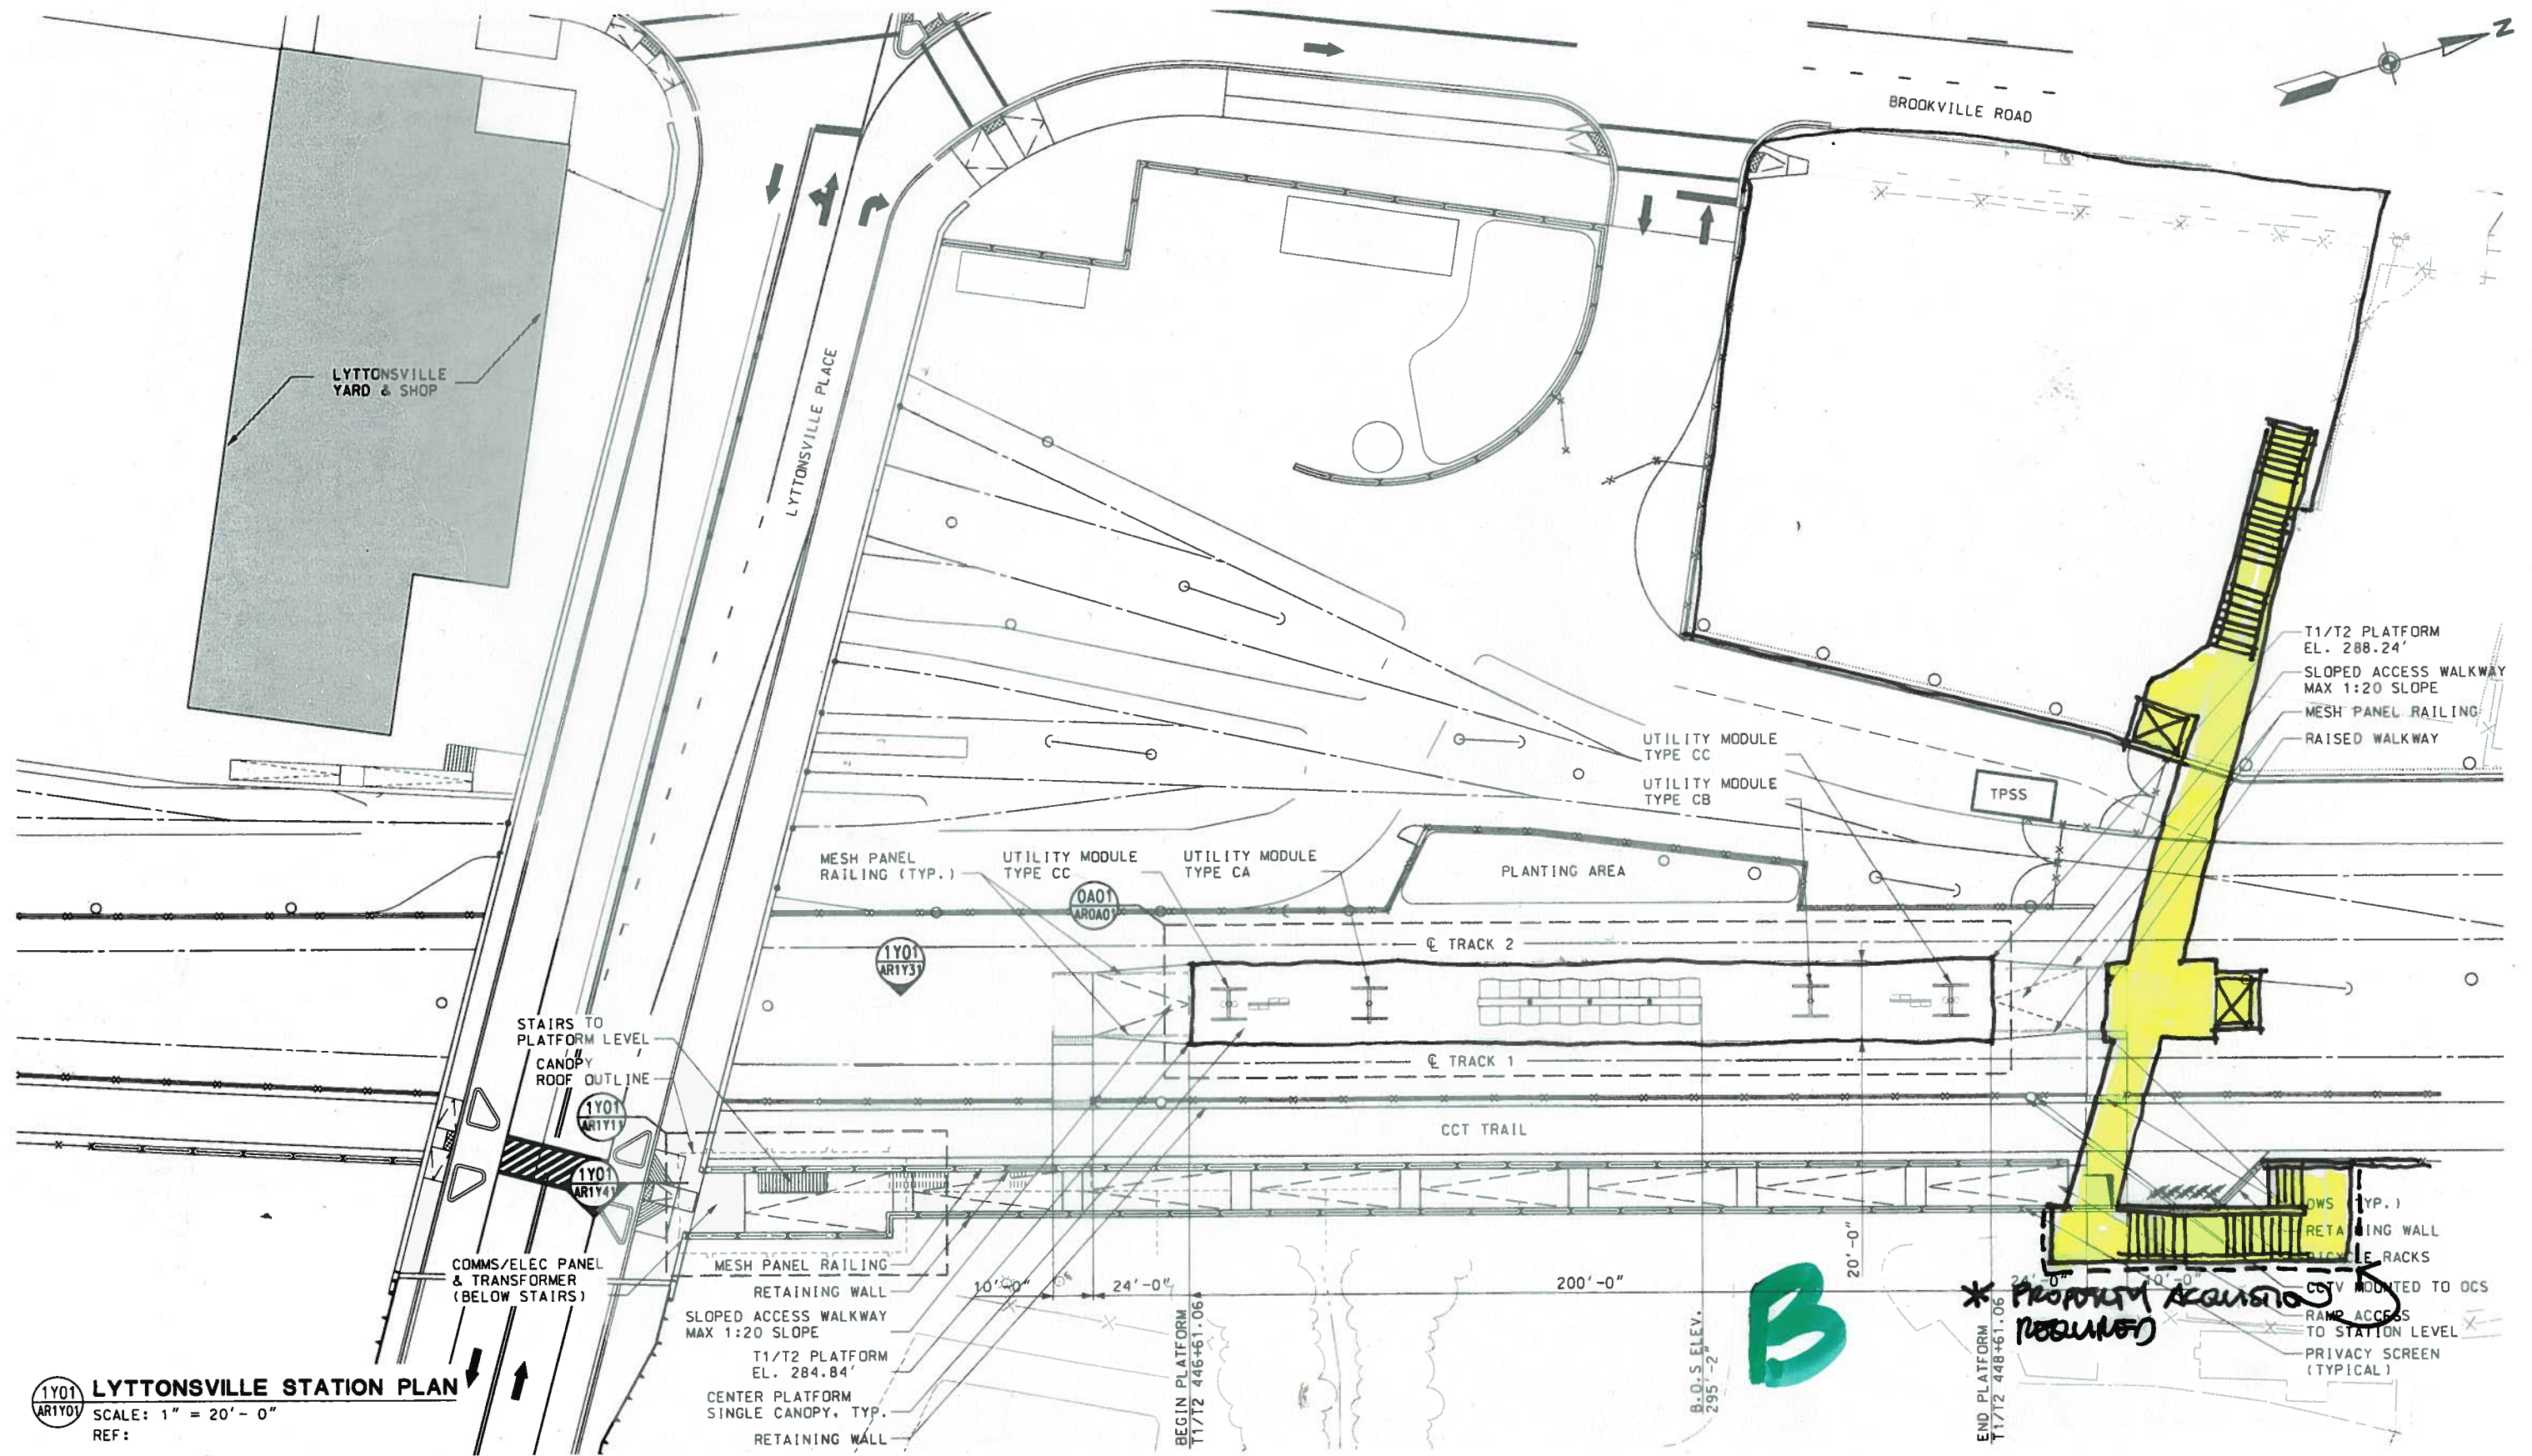 N
BROOKVILLE ROAD
LYTTONSVILLE
YARD & SHOP
LYTTONSVILLE PLACE
T1/T2 PLATFORM
EL. 288.24'
SLOPED ACCESS WALKWAY
MAX 1:20 SLOPE
MESH PANEL RAILING
RAISED WALKWAY
UTILITY MODULE
TYPE CC
UTILITY MODULE
TYPE CB
TPSS
MESH PANEL
RAILING (TYP.)
UTILITY MODULE
TYPE CC
UTILITY MODULE
TYPE CA
PLANTING AREA
0A01
AR0A01
1Y01
AR1Y31
℄ TRACK 2
℄ TRACK 1
STAIRS TO
PLATFORM LEVEL
CANOPY
ROOF OUTLINE
1Y01
AR1Y11
CCT TRAIL
1Y01
AR1Y41
COMMS/ELEC PANEL
& TRANSFORMER
(BELOW STAIRS)
MESH PANEL RAILING
RETAINING WALL
SLOPED ACCESS WALKWAY
MAX 1:20 SLOPE
T1/T2 PLATFORM
EL. 284.84'
CENTER PLATFORM
SINGLE CANOPY, TYP.
RETAINING WALL
10'-0"
24'-0"
200'-0"
20'-0"
24'-0"
10'-0"
BEGIN PLATFORM
T1/T2 446+61.06
B.O.S ELEV.
295'-2"
END PLATFORM
T1/T2 448+61.06
B
* PROPERTY ACQUISITION
REQUIRED
DWS (TYP.)
RETAINING WALL
BICYCLE RACKS
CCTV MOUNTED TO OCS
RAMP ACCESS
TO STATION LEVEL
PRIVACY SCREEN
(TYPICAL)
1Y01
AR1Y01
LYTTONSVILLE STATION PLAN
SCALE: 1" = 20'- 0"
REF: